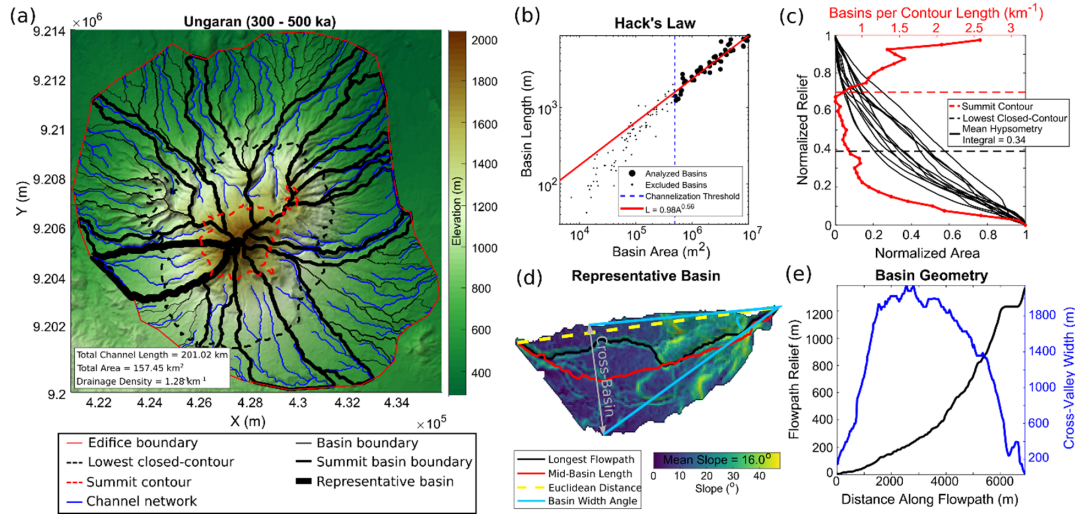 (a)
Ungaran (300 - 500 ka)
× 10⁶
9.214
9.21
9.208
9.206
9.205
9.204
9.202
9.2
Y (m)
4.22
4.24
4.26
4.28
4.3
4.32
4.34
X (m)
× 10⁵
Total Channel Length = 201.02 km
Total Area = 157.45 km²
Drainage Density = 1.28 km⁻¹
2000
1800
1600
1400
1200
1000
800
600
400
Elevation (m)
Edifice boundary
Lowest closed-contour
Summit contour
Channel network
Basin boundary
Summit basin boundary
Representative basin
(b)
Hack's Law
Basin Length (m)
10³
10²
10⁴
10⁵
10⁶
10⁷
Basin Area (m²)
Analyzed Basins
Excluded Basins
Channelization Threshold
L = 0.98A⁰·⁵⁶
(c)
Basins per Contour Length (km⁻¹)
0.5
1
1.5
2
2.5
3
Normalized Relief
1
0.8
0.6
0.4
0.2
0
0
0.2
0.4
0.6
0.8
1
Normalized Area
Summit Contour
Lowest Closed-Contour
Mean Hypsometry
Integral = 0.34
(d)
Representative Basin
Cross-Basin
Longest Flowpath
Mid-Basin Length
Euclidean Distance
Basin Width Angle
Mean Slope = 16.0°
0
20
40
Slope (°)
(e)
Basin Geometry
Flowpath Relief (m)
1200
1000
800
600
400
200
0
0
2000
4000
6000
Distance Along Flowpath (m)
1800
1400
1000
600
200
Cross-Valley Width (m)